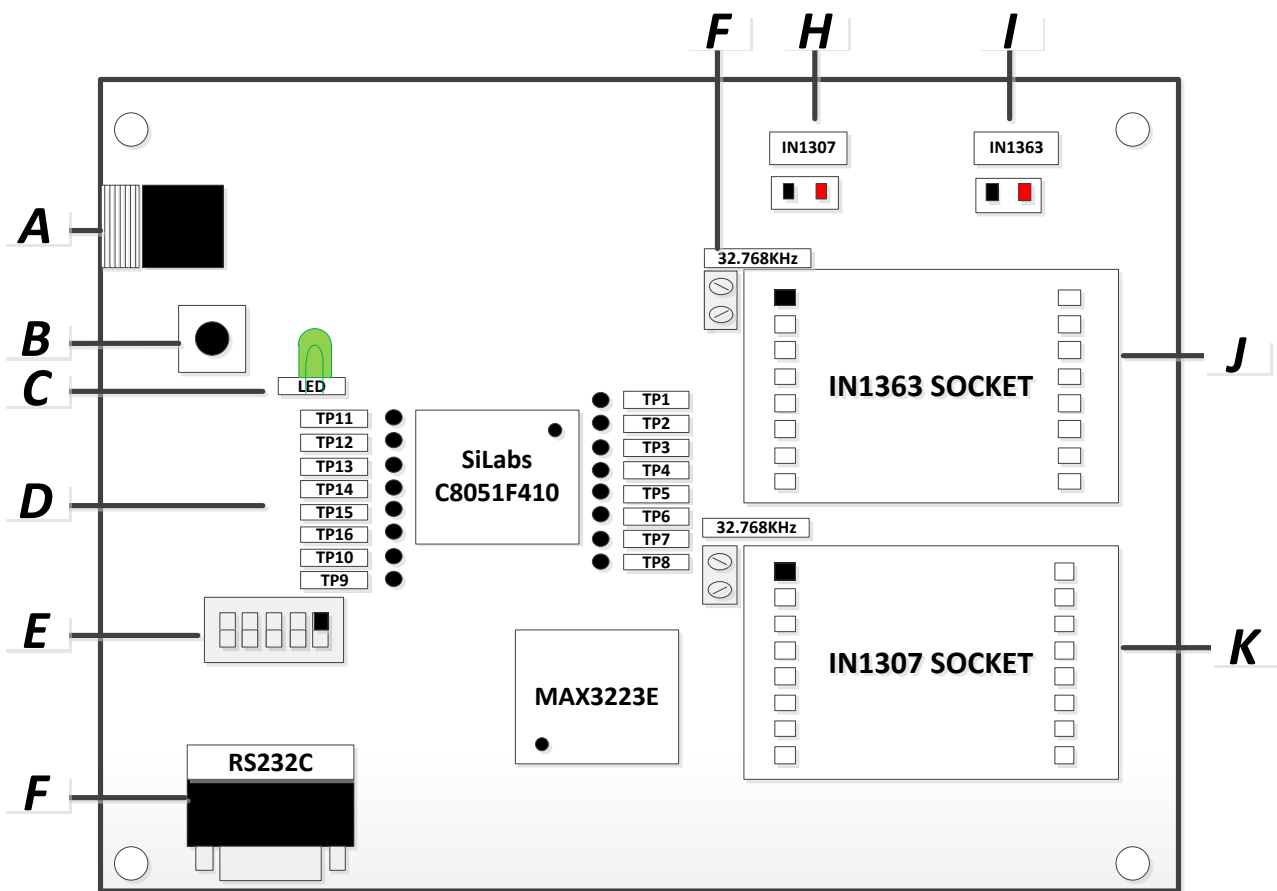 F H I
IN1307 IN1363
A
32.768KHz
B
J
IN1363 SOCKET
C
LED
TP1
TP11
TP2
TP12
TP3
SiLabs
TP13
TP4
C8051F410
TP14
TP5
D
TP15
TP6
32.768KHz
TP16
TP7
TP10
TP8
TP9
E
K
IN1307 SOCKET
MAX3223E
RS232C
F